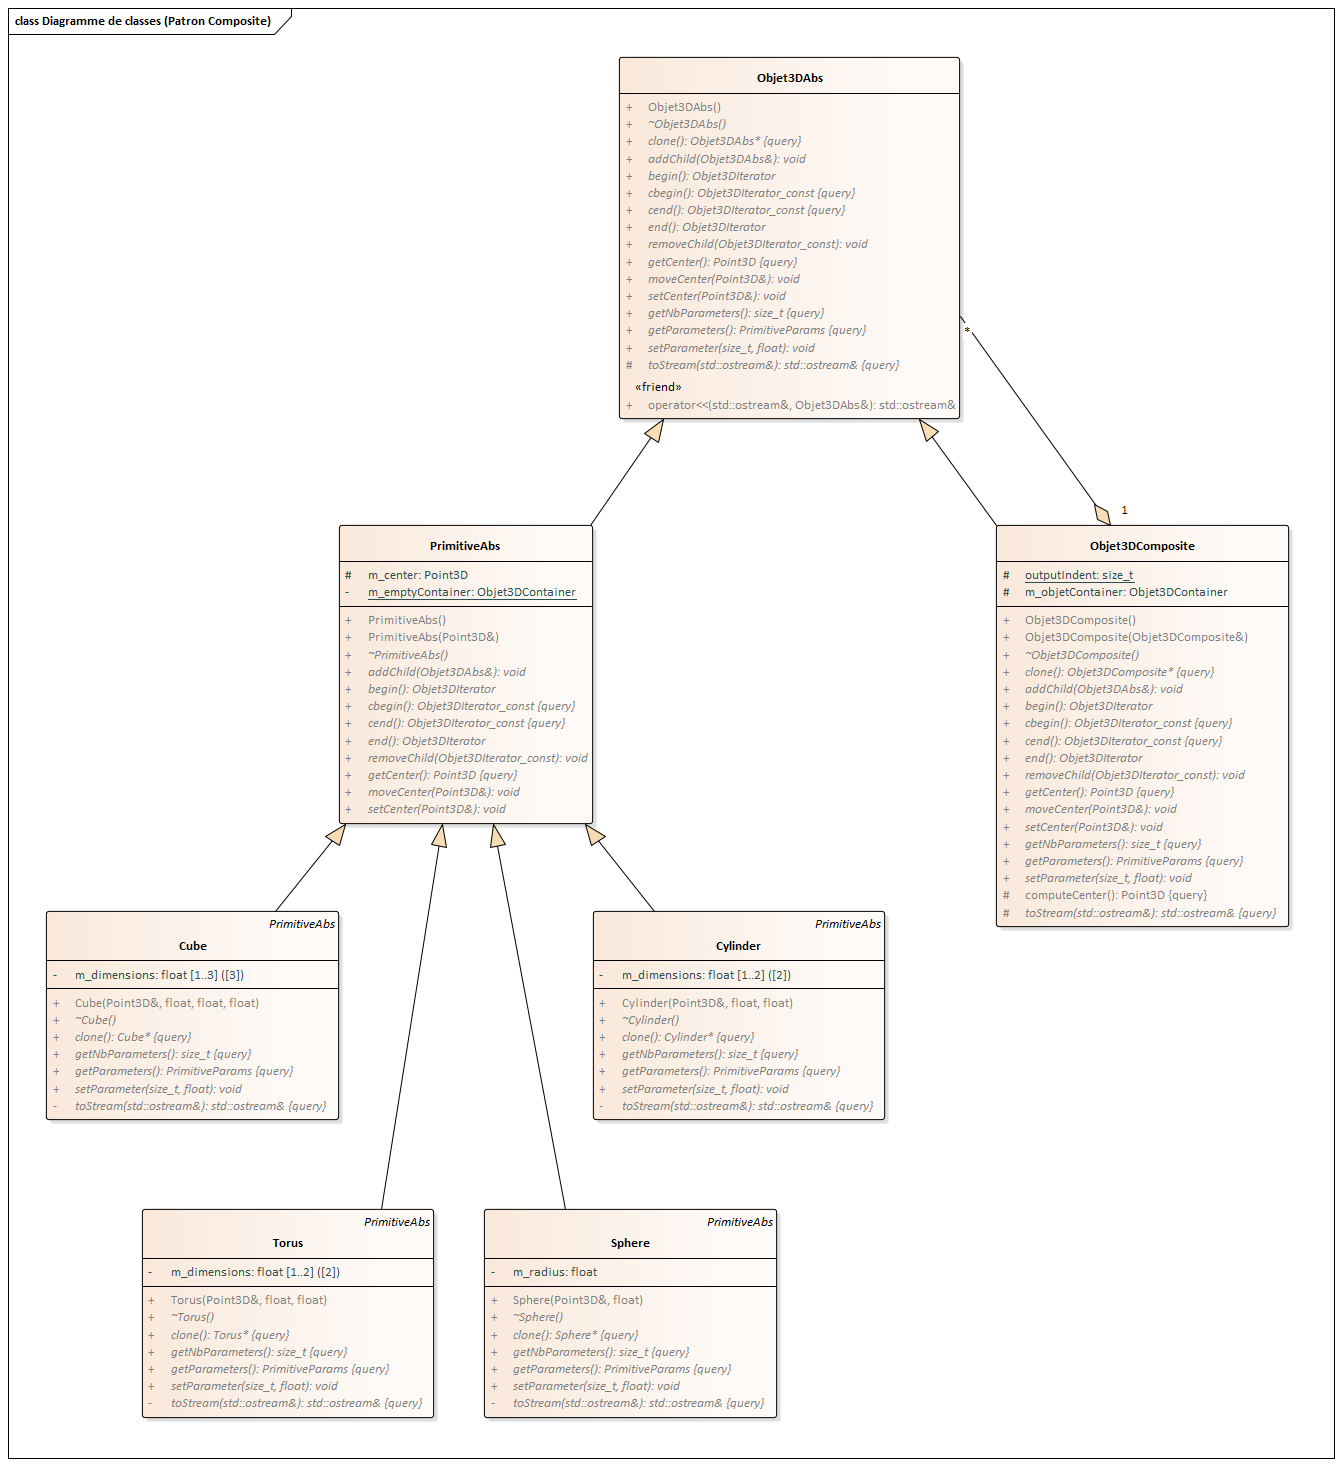 class Diagramme de classes (Patron Composite)
Objet3DAbs
+ Objet3DAbs()
+ ~Objet3DAbs()
+ clone(): Objet3DAbs* {query}
+ addChild(Objet3DAbs&): void
+ begin(): Objet3DIterator
+ cbegin(): Objet3DIterator_const {query}
+ cend(): Objet3DIterator_const {query}
+ end(): Objet3DIterator
+ removeChild(Objet3DIterator_const): void
+ getCenter(): Point3D {query}
+ moveCenter(Point3D&): void
+ setCenter(Point3D&): void
+ getNbParameters(): size_t {query}
+ getParameters(): PrimitiveParams {query}
+ setParameter(size_t, float): void
# toStream(std::ostream&): std::ostream& {query}
«friend»
+ operator<<(std::ostream&, Objet3DAbs&): std::ostream&
*
1
PrimitiveAbs
# m_center: Point3D
- m_emptyContainer: Objet3DContainer
+ PrimitiveAbs()
+ PrimitiveAbs(Point3D&)
+ ~PrimitiveAbs()
+ addChild(Objet3DAbs&): void
+ begin(): Objet3DIterator
+ cbegin(): Objet3DIterator_const {query}
+ cend(): Objet3DIterator_const {query}
+ end(): Objet3DIterator
+ removeChild(Objet3DIterator_const): void
+ getCenter(): Point3D {query}
+ moveCenter(Point3D&): void
+ setCenter(Point3D&): void
Objet3DComposite
# outputIndent: size_t
# m_objetContainer: Objet3DContainer
+ Objet3DComposite()
+ Objet3DComposite(Objet3DComposite&)
+ ~Objet3DComposite()
+ clone(): Objet3DComposite* {query}
+ addChild(Objet3DAbs&): void
+ begin(): Objet3DIterator
+ cbegin(): Objet3DIterator_const {query}
+ cend(): Objet3DIterator_const {query}
+ end(): Objet3DIterator
+ removeChild(Objet3DIterator_const): void
+ getCenter(): Point3D {query}
+ moveCenter(Point3D&): void
+ setCenter(Point3D&): void
+ getNbParameters(): size_t {query}
+ getParameters(): PrimitiveParams {query}
+ setParameter(size_t, float): void
# computeCenter(): Point3D {query}
# toStream(std::ostream&): std::ostream& {query}
PrimitiveAbs
Cube
- m_dimensions: float [1..3] ([3])
+ Cube(Point3D&, float, float, float)
+ ~Cube()
+ clone(): Cube* {query}
+ getNbParameters(): size_t {query}
+ getParameters(): PrimitiveParams {query}
+ setParameter(size_t, float): void
- toStream(std::ostream&): std::ostream& {query}
PrimitiveAbs
Cylinder
- m_dimensions: float [1..2] ([2])
+ Cylinder(Point3D&, float, float)
+ ~Cylinder()
+ clone(): Cylinder* {query}
+ getNbParameters(): size_t {query}
+ getParameters(): PrimitiveParams {query}
+ setParameter(size_t, float): void
- toStream(std::ostream&): std::ostream& {query}
PrimitiveAbs
Torus
- m_dimensions: float [1..2] ([2])
+ Torus(Point3D&, float, float)
+ ~Torus()
+ clone(): Torus* {query}
+ getNbParameters(): size_t {query}
+ getParameters(): PrimitiveParams {query}
+ setParameter(size_t, float): void
- toStream(std::ostream&): std::ostream& {query}
PrimitiveAbs
Sphere
- m_radius: float
+ Sphere(Point3D&, float)
+ ~Sphere()
+ clone(): Sphere* {query}
+ getNbParameters(): size_t {query}
+ getParameters(): PrimitiveParams {query}
+ setParameter(size_t, float): void
- toStream(std::ostream&): std::ostream& {query}